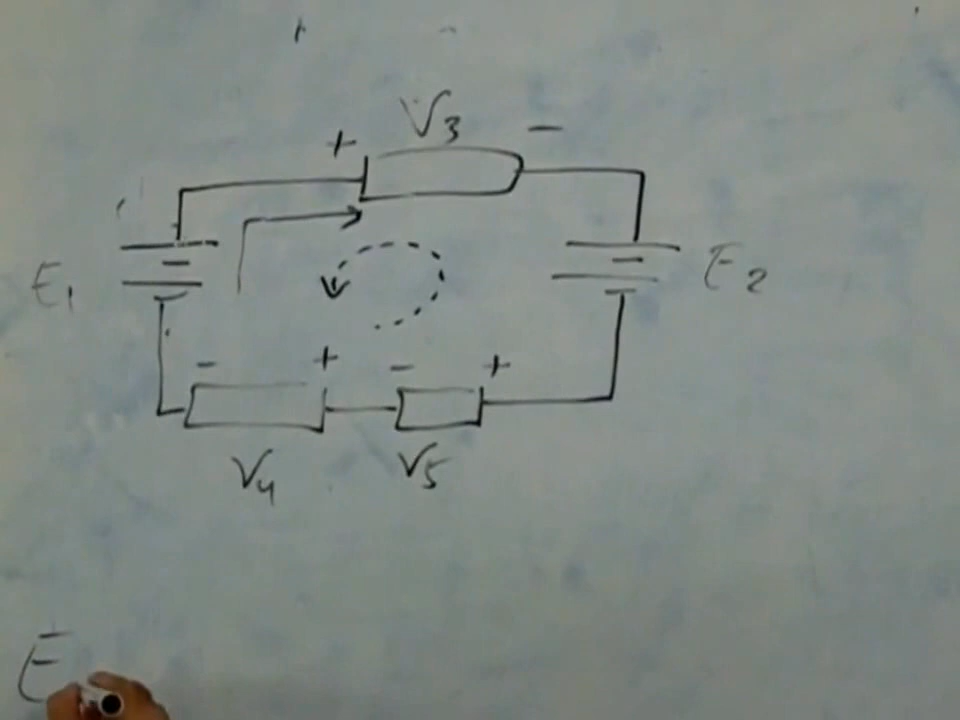 V3
+ -
E1 E2
- + - +
V4 V5
E